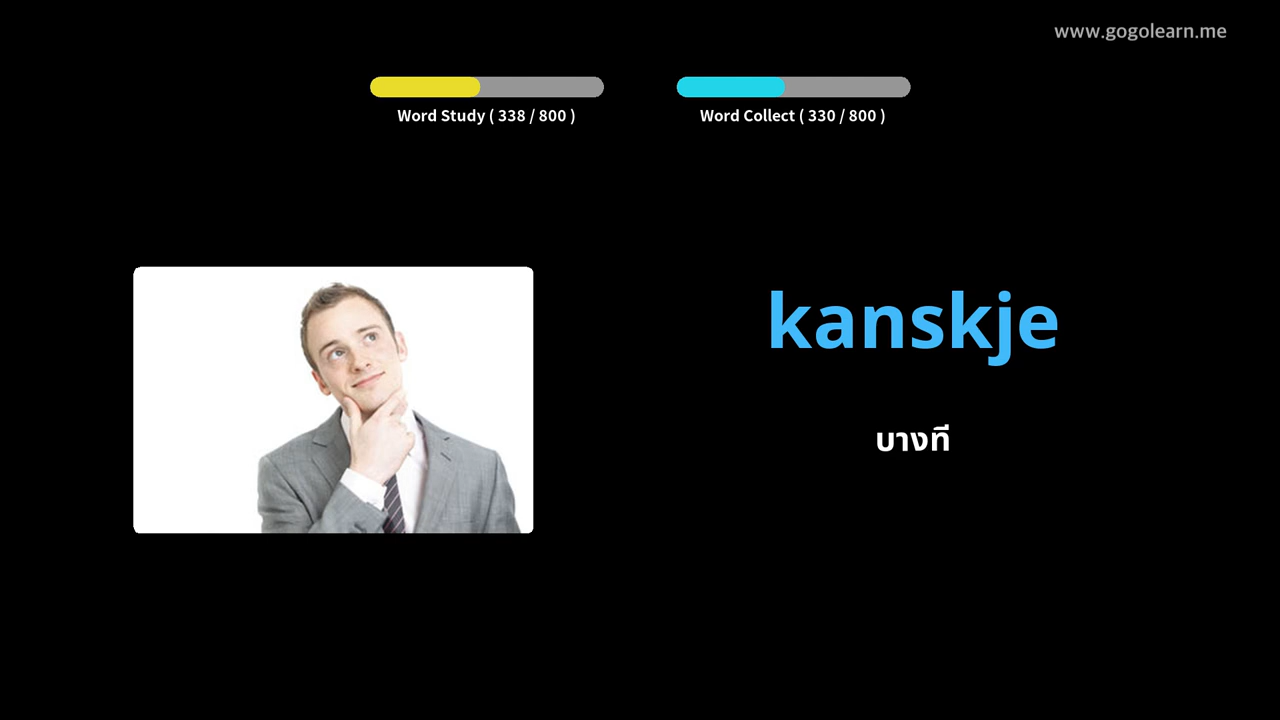 www.gogolearn.me
Word Study ( 338 / 800 )
Word Collect ( 330 / 800 )
kanskje
บางที